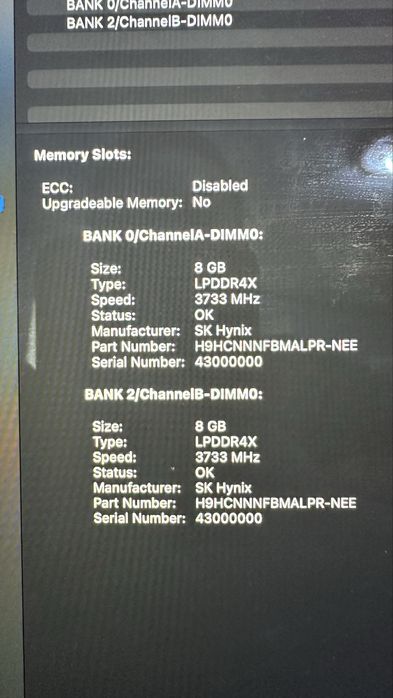 BANK 0/ChannelA-DIMM0
BANK 2/ChannelB-DIMM0
Memory Slots:
ECC: Disabled
Upgradeable Memory: No
BANK 0/ChannelA-DIMM0:
Size: 8 GB
Type: LPDDR4X
Speed: 3733 MHz
Status: OK
Manufacturer: SK Hynix
Part Number: H9HCNNNFBMALPR-NEE
Serial Number: 43000000
BANK 2/ChannelB-DIMM0:
Size: 8 GB
Type: LPDDR4X
Speed: 3733 MHz
Status: OK
Manufacturer: SK Hynix
Part Number: H9HCNNNFBMALPR-NEE
Serial Number: 43000000